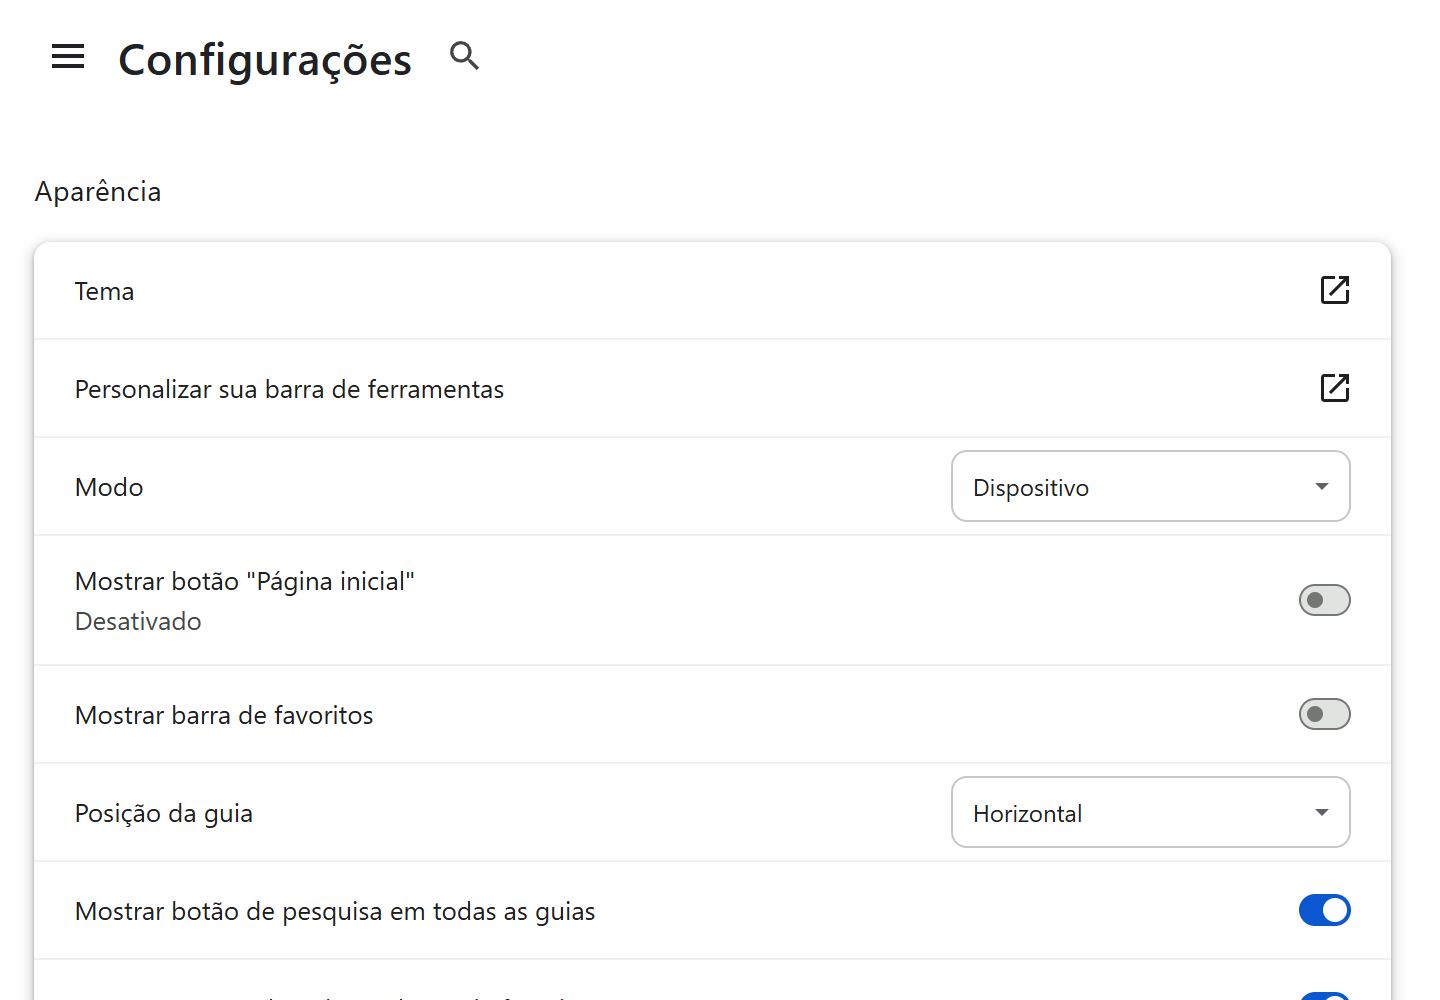 Configurações
Aparência
Tema
Personalizar sua barra de ferramentas
Modo
Dispositivo
Mostrar botão "Página inicial"
Desativado
Mostrar barra de favoritos
Posição da guia
Horizontal
Mostrar botão de pesquisa em todas as guias